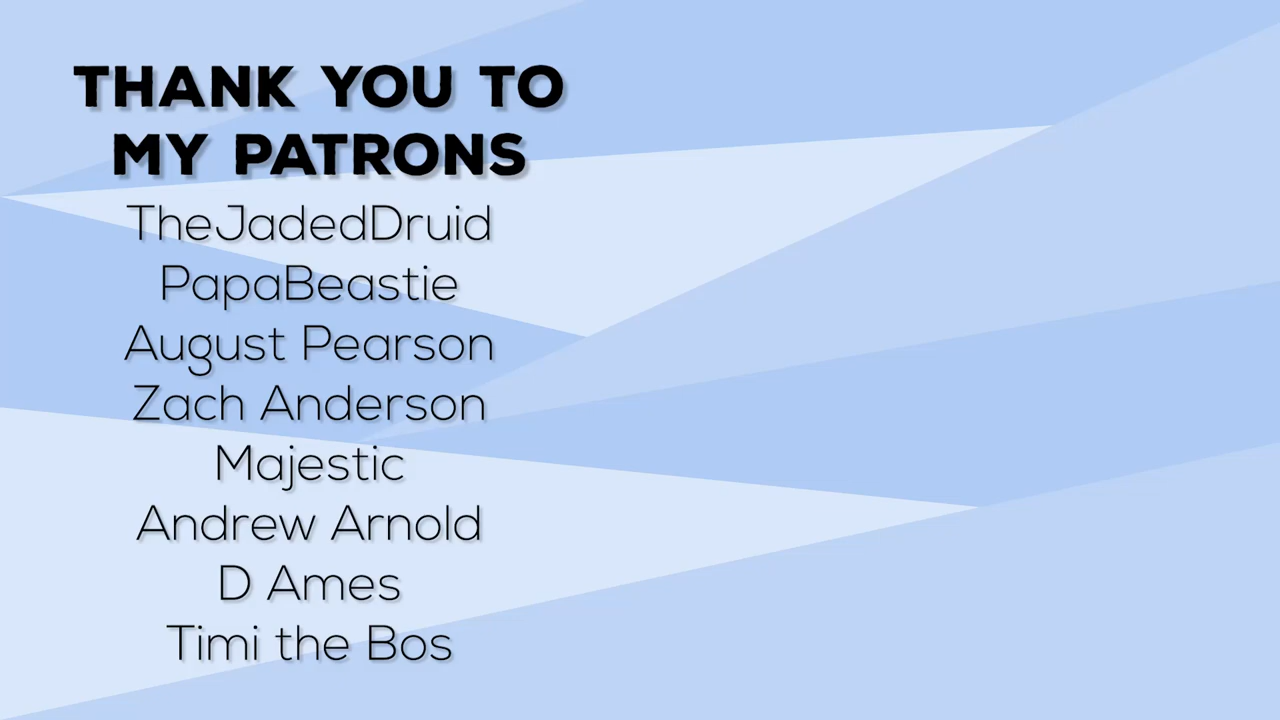 THANK YOU TO
MY PATRONS
TheJadedDruid
PapaBeastie
August Pearson
Zach Anderson
Majestic
Andrew Arnold
D Ames
Timi the Bos